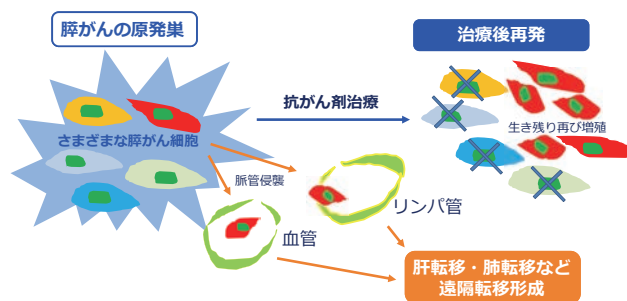 膵がんの原発巣
治療後再発
抗がん剤治療
さまざまな膵がん細胞
生き残り再び増殖
脈管侵襲
リンパ管
血管
肝転移・肺転移など
遠隔転移形成